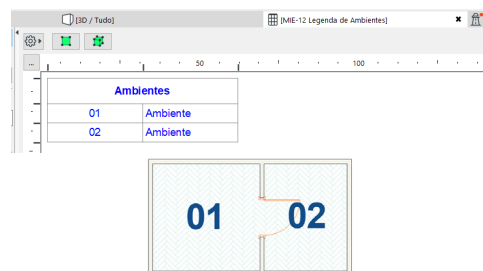 [3D / Tudo]
[MIE-12 Legenda de Ambientes]
...
50
100
Ambientes
01 Ambiente
02 Ambiente
01 02